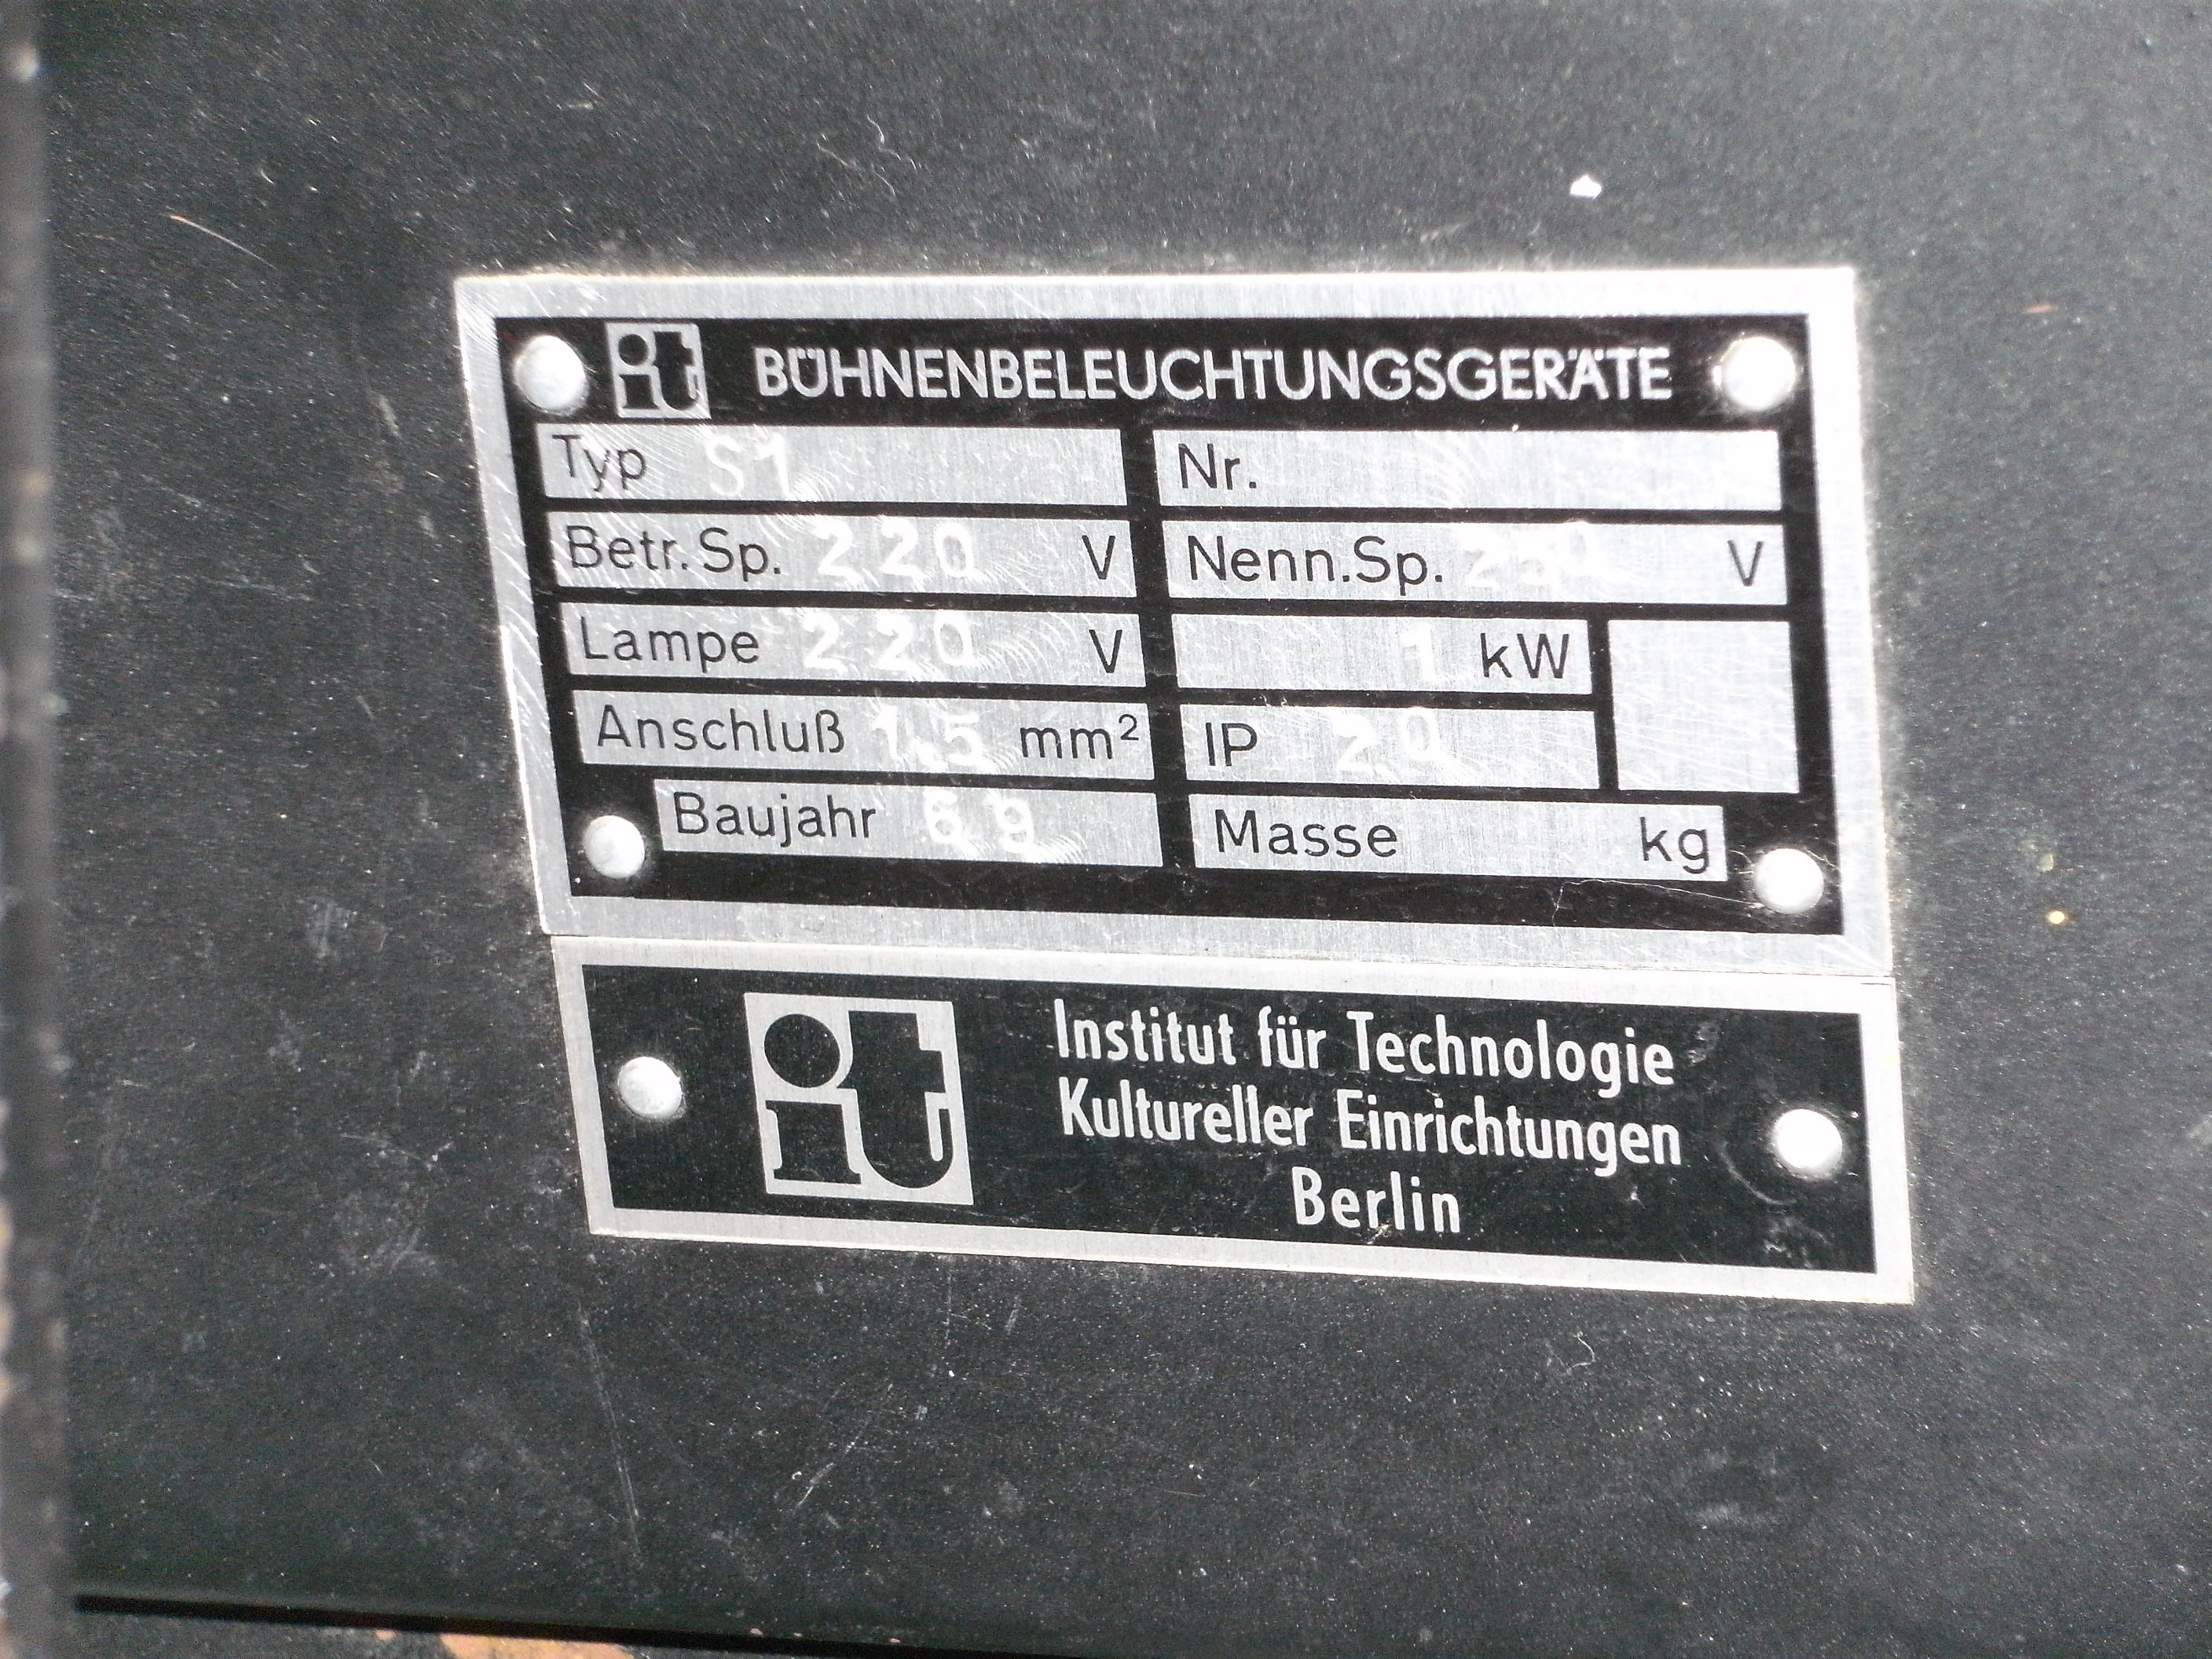 it BÜHNENBELEUCHTUNGSGERÄTE
Typ S1 Nr.
Betr.Sp. 220 V Nenn.Sp. 250 V
Lampe 220 V 1 kW
Anschluß 1,5 mm² IP 20
Baujahr 69 Masse kg
it Institut für Technologie
Kultureller Einrichtungen
Berlin